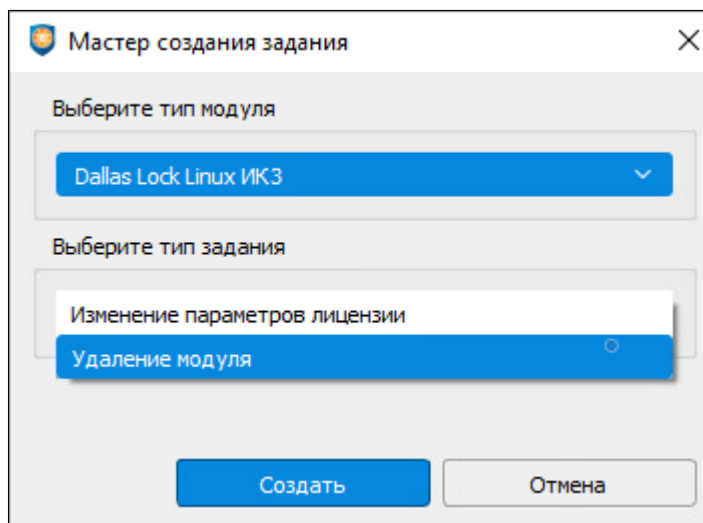 Мастер создания задания
Выберите тип модуля
Dallas Lock Linux ИКЗ
Выберите тип задания
Изменение параметров лицензии
Удаление модуля
Создать Отмена